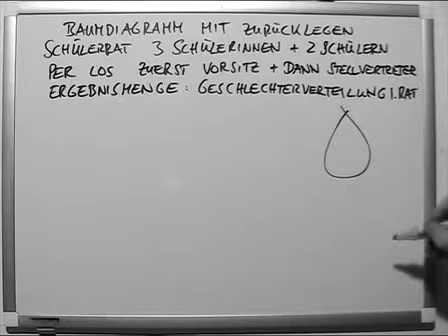 BAUMDIAGRAMM MIT ZURÜCKLEGEN
SCHÜLERRAT 3 SCHÜLERINNEN + 2 SCHÜLERN
PER LOS ZUERST VORSITZ + DANN STELLVERTRETER
ERGEBNISMENGE: GESCHLECHTERVERTEILUNG I. RAT